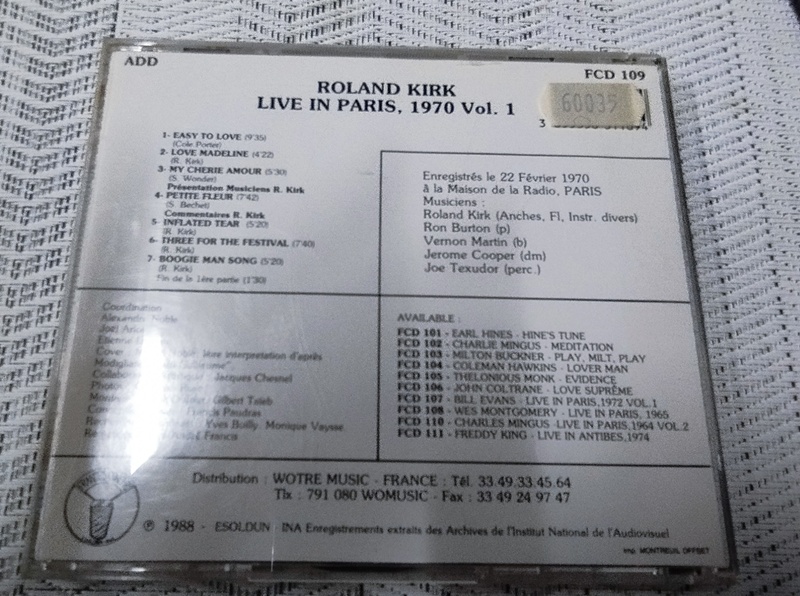 ADD
FCD 109
ROLAND KIRK
LIVE IN PARIS, 1970 Vol. 1
60035
3
1- EASY TO LOVE (9'35)
(Cole Porter)
2- LOVE MADELINE (4'22)
(R. Kirk)
3- MY CHERIE AMOUR (5'30)
(S. Wonder)
Présentation Musiciens R. Kirk
4- PETITE FLEUR (7'42)
(S. Bechet)
Commentaires R. Kirk
5- INFLATED TEAR (5'20)
(R. Kirk)
6- THREE FOR THE FESTIVAL (7'40)
(R. Kirk)
7- BOOGIE MAN SONG (5'20)
(R. Kirk)
Fin de la 1ère partie (1'30)
Enregistrés le 22 Février 1970
à la Maison de la Radio, PARIS
Musiciens :
Roland Kirk (Anches, Fl, Instr. divers)
Ron Burton (p)
Vernon Martin (b)
Jerome Cooper (dm)
Joe Texudor (perc.)
Coordination
libre interpretation d'après
Jacques Chesnel
Gilbert Taïeb
Francis Paudras
Yves Builly. Monique Vaysse.
Francis
AVAILABLE :
FCD 101 - EARL HINES - HINE'S TUNE
FCD 102 - CHARLIE MINGUS - MEDITATION
FCD 103 - MILTON BUCKNER - PLAY, MILT, PLAY
FCD 104 - COLEMAN HAWKINS - LOVER MAN
FCD 105 - THELONIOUS MONK - EVIDENCE
FCD 106 - JOHN COLTRANE - LOVE SUPRÊME
FCD 107 - BILL EVANS - LIVE IN PARIS,1972 VOL.1
FCD 108 - WES MONTGOMERY - LIVE IN PARIS, 1965
FCD 110 - CHARLES MINGUS -LIVE IN PARIS,1964 VOL.2
FCD 111 - FREDDY KING - LIVE IN ANTIBES,1974
Distribution : WOTRE MUSIC - FRANCE : Tél. 33.49.33.45.64
Tlx : 791 080 WOMUSIC - Fax : 33 49 24 97 47
℗ 1988 - ESOLDUN - INA Enregistrements extraits des Archives de l'Institut National de l'Audiovisuel
Imp. MONTREUIL OFFSET